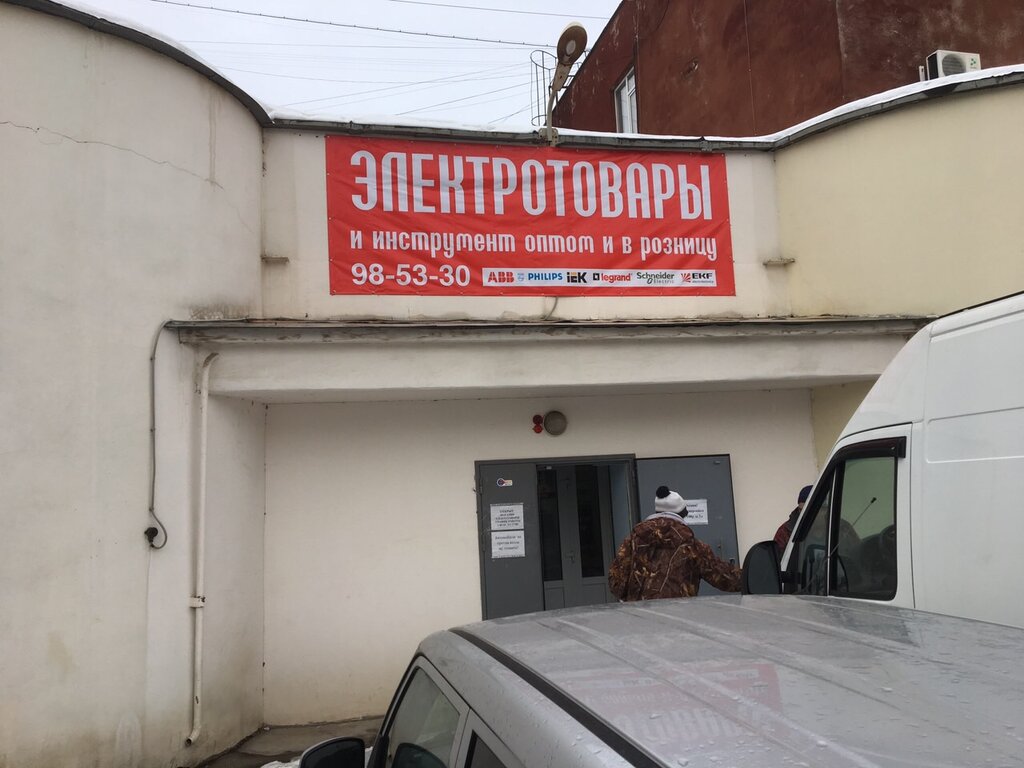 ЭЛЕКТРОТОВАРЫ
и инструмент оптом и в розницу
98-53-30 ABB PHILIPS iEK legrand Schneider Electric EKF